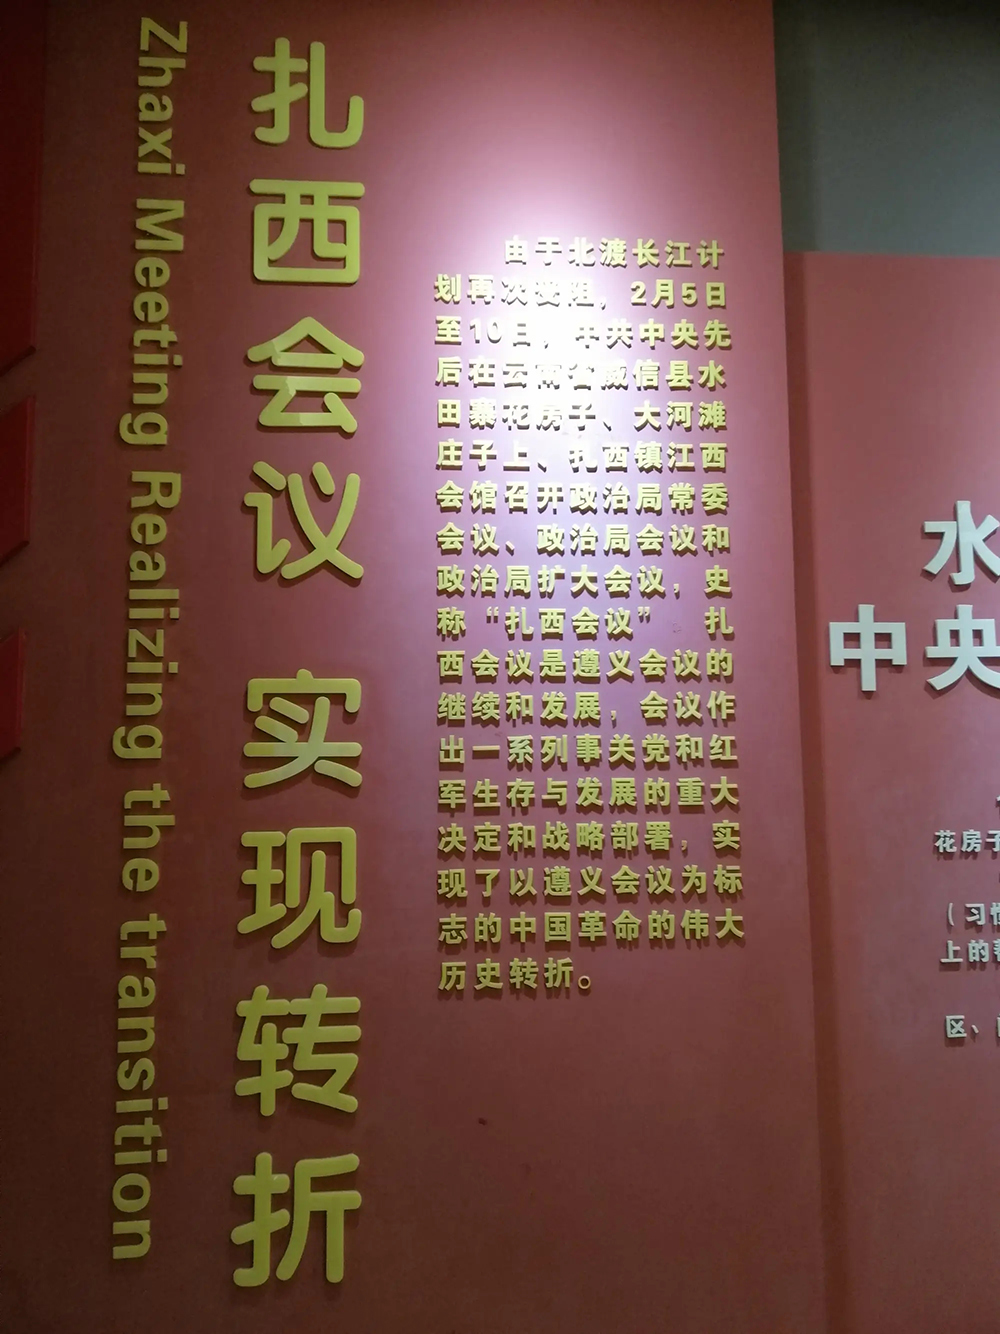 扎西会议 实现转折
Zhaxi Meeting Realizing the transition
由于北渡长江计
划再次受阻，2月5日
至10日，中共中央先
后在云南省威信县水
田寨花房子、大河滩
庄子上、扎西镇江西
会馆召开政治局常委
会议、政治局会议和
政治局扩大会议，史
称“扎西会议” 扎
西会议是遵义会议的
继续和发展，会议作
出一系列事关党和红
军生存与发展的重大
决定和战略部署，实
现了以遵义会议为标
志的中国革命的伟大
历史转折。
水
中央
花房子
（习惯
上的
区、